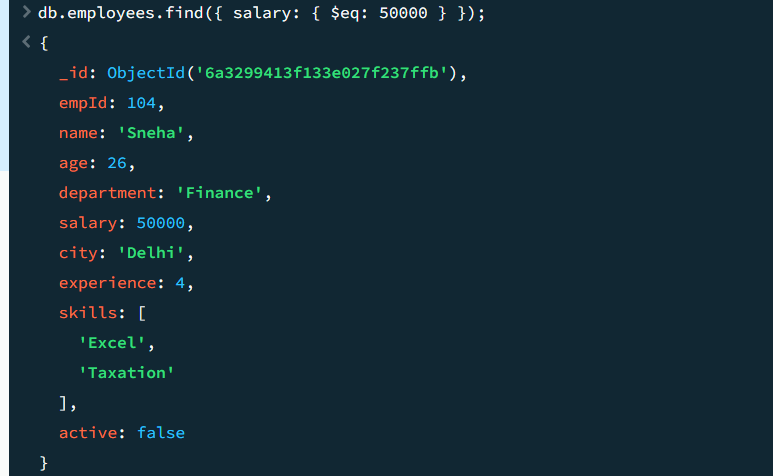 > db.employees.find({ salary: { $eq: 50000 } });
< {
_id: ObjectId('6a3299413f133e027f237ffb'),
empId: 104,
name: 'Sneha',
age: 26,
department: 'Finance',
salary: 50000,
city: 'Delhi',
experience: 4,
skills: [
'Excel',
'Taxation'
],
active: false
}